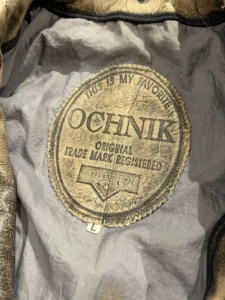 THIS IS MY FAVORITE
OCHNIK
ORIGINAL
TRADE MARK REGISTERED
L